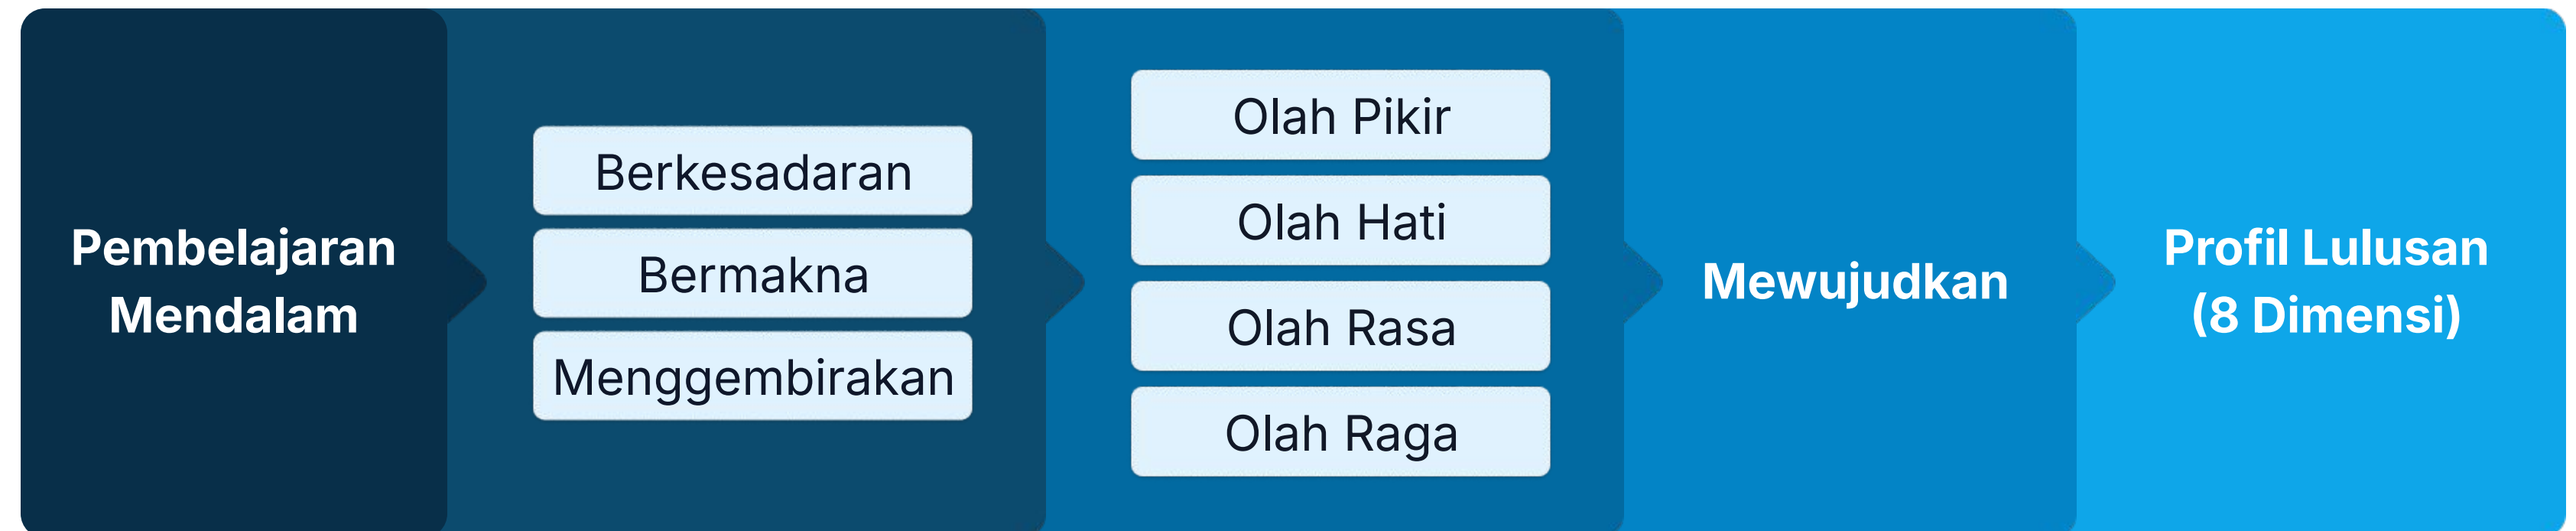 Pembelajaran
Mendalam
Berkesadaran
Bermakna
Menggembirakan
Olah Pikir
Olah Hati
Olah Rasa
Olah Raga
Mewujudkan
Profil Lulusan
(8 Dimensi)